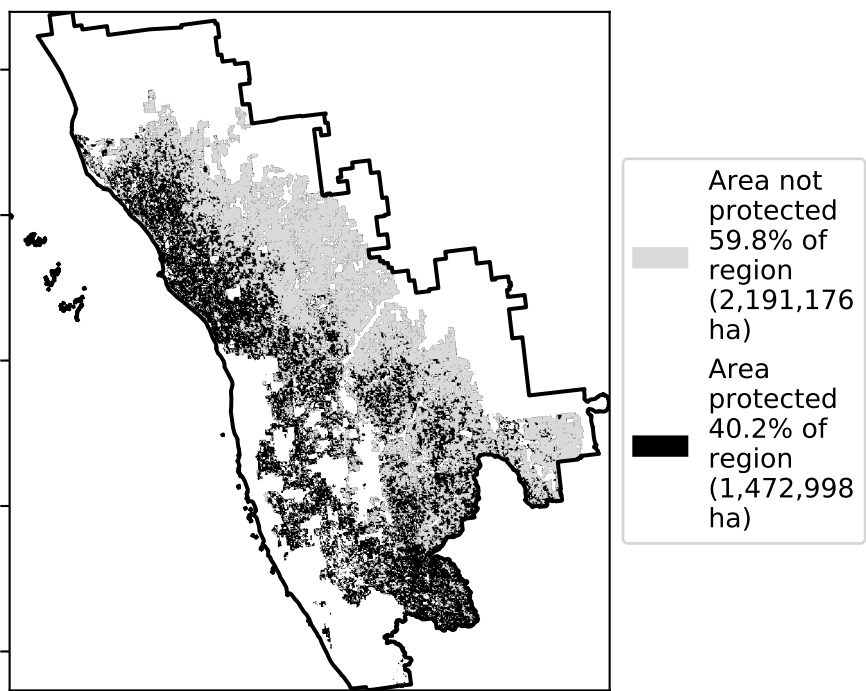 Area not
protected
59.8% of
region
(2,191,176
ha)
Area
protected
40.2% of
region
(1,472,998
ha)